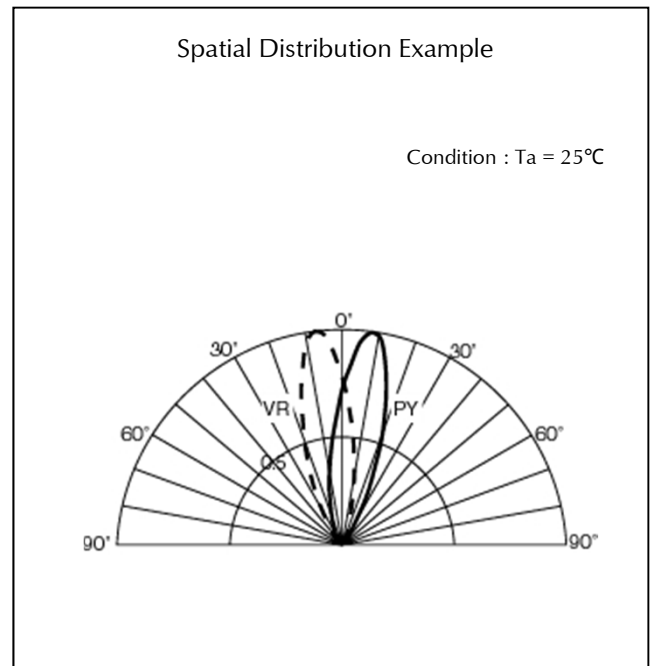 Spatial Distribution Example
Condition : Ta = 25℃
0°
30°
30°
VR
PY
60°
60°
0.5
90°
90°